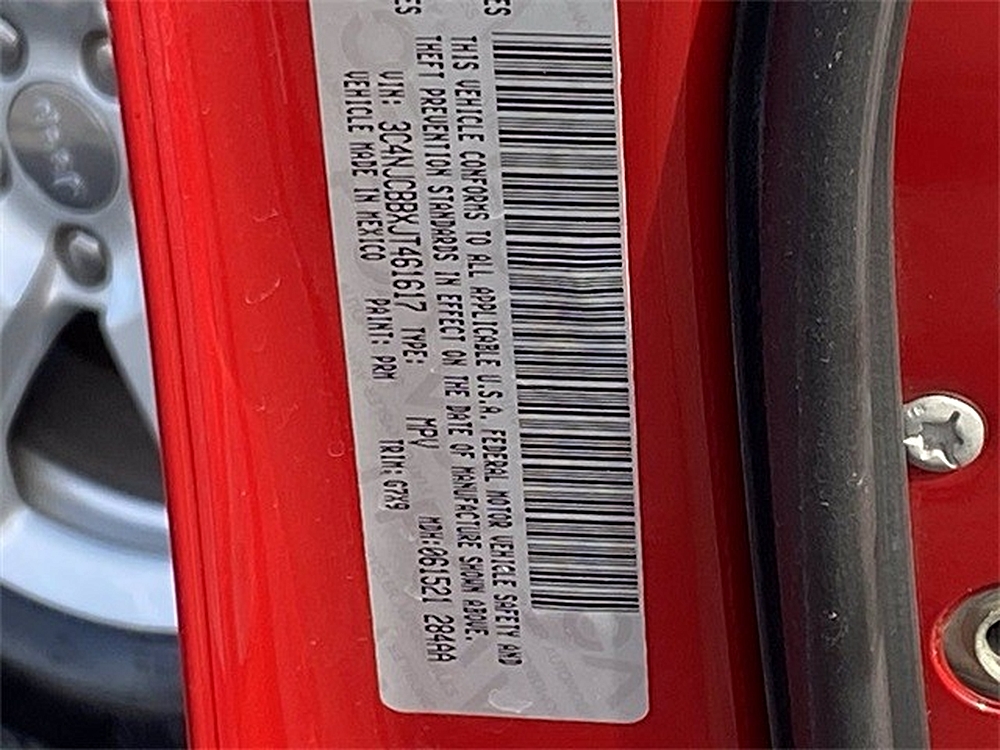 THIS VEHICLE CONFORMS TO ALL APPLICABLE U.S.A. FEDERAL MOTOR VEHICLE SAFETY AND
THEFT PREVENTION STANDARDS IN EFFECT ON THE DATE OF MANUFACTURE SHOWN ABOVE.
VIN: 3C4NJCBBXJT461617 TYPE: MPV MDH:061521 284AA
VEHICLE MADE IN MEXICO PAINT: PRM TRIM: G7X9
Jeep